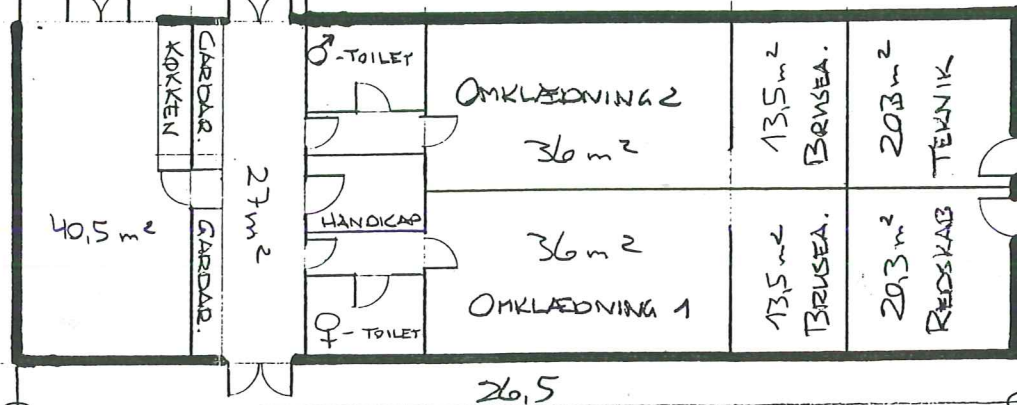 40,5 m²
KØKKEN
GARDAR.
GARDAR.
27 m²
♂-TOILET
HANDICAP
♀-TOILET
OMKLÆDNING 2
36 m²
36 m²
OMKLÆDNING 1
13,5 m²
BRUSEA.
13,5 m²
BRUSEA.
20,3 m²
TEKNIK
20,3 m²
REDSKAB
26,5